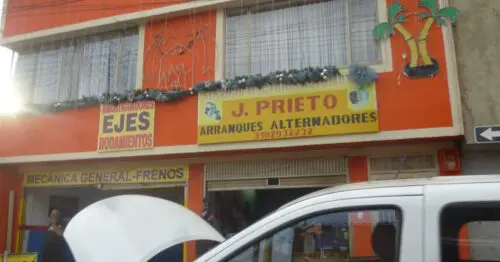 J. PRIETO
ARRANQUES ALTERNADORES
EJES
RODAMIENTOS
MECANICA GENERAL-FRENOS